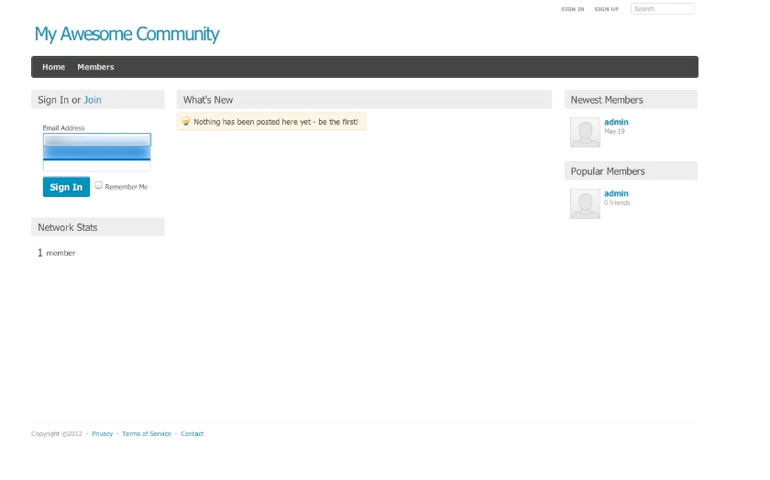 SIGN IN SIGN UP Search
My Awesome Community
Home Members
Sign In or Join
Email Address
Sign In Remember Me
Network Stats
1 member
What's New
Nothing has been posted here yet - be the first!
Newest Members
admin
May 19
Popular Members
admin
0 friends
Copyright ©2012 - Privacy - Terms of Service - Contact